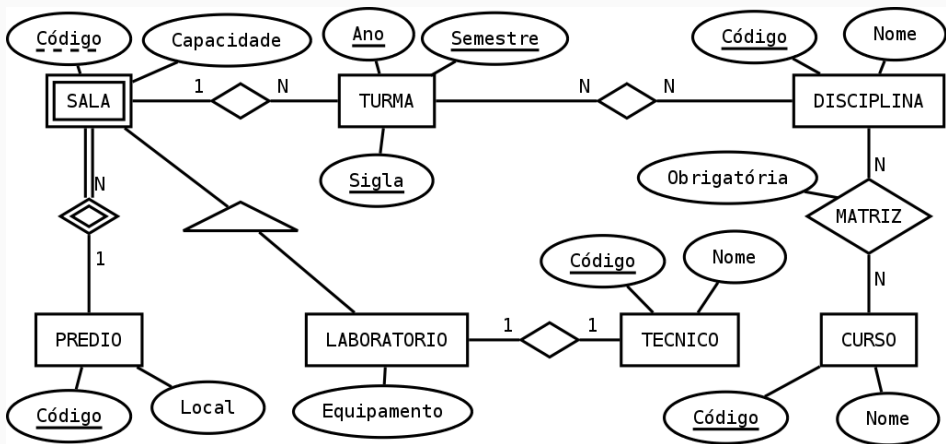 Código
Capacidade
Ano
Semestre
Código
Nome
SALA
1
N
TURMA
N
N
DISCIPLINA
Sigla
N
Obrigatória
N
MATRIZ
1
Código
Nome
N
PREDIO
LABORATORIO
1
1
TECNICO
CURSO
Código
Local
Equipamento
Código
Nome